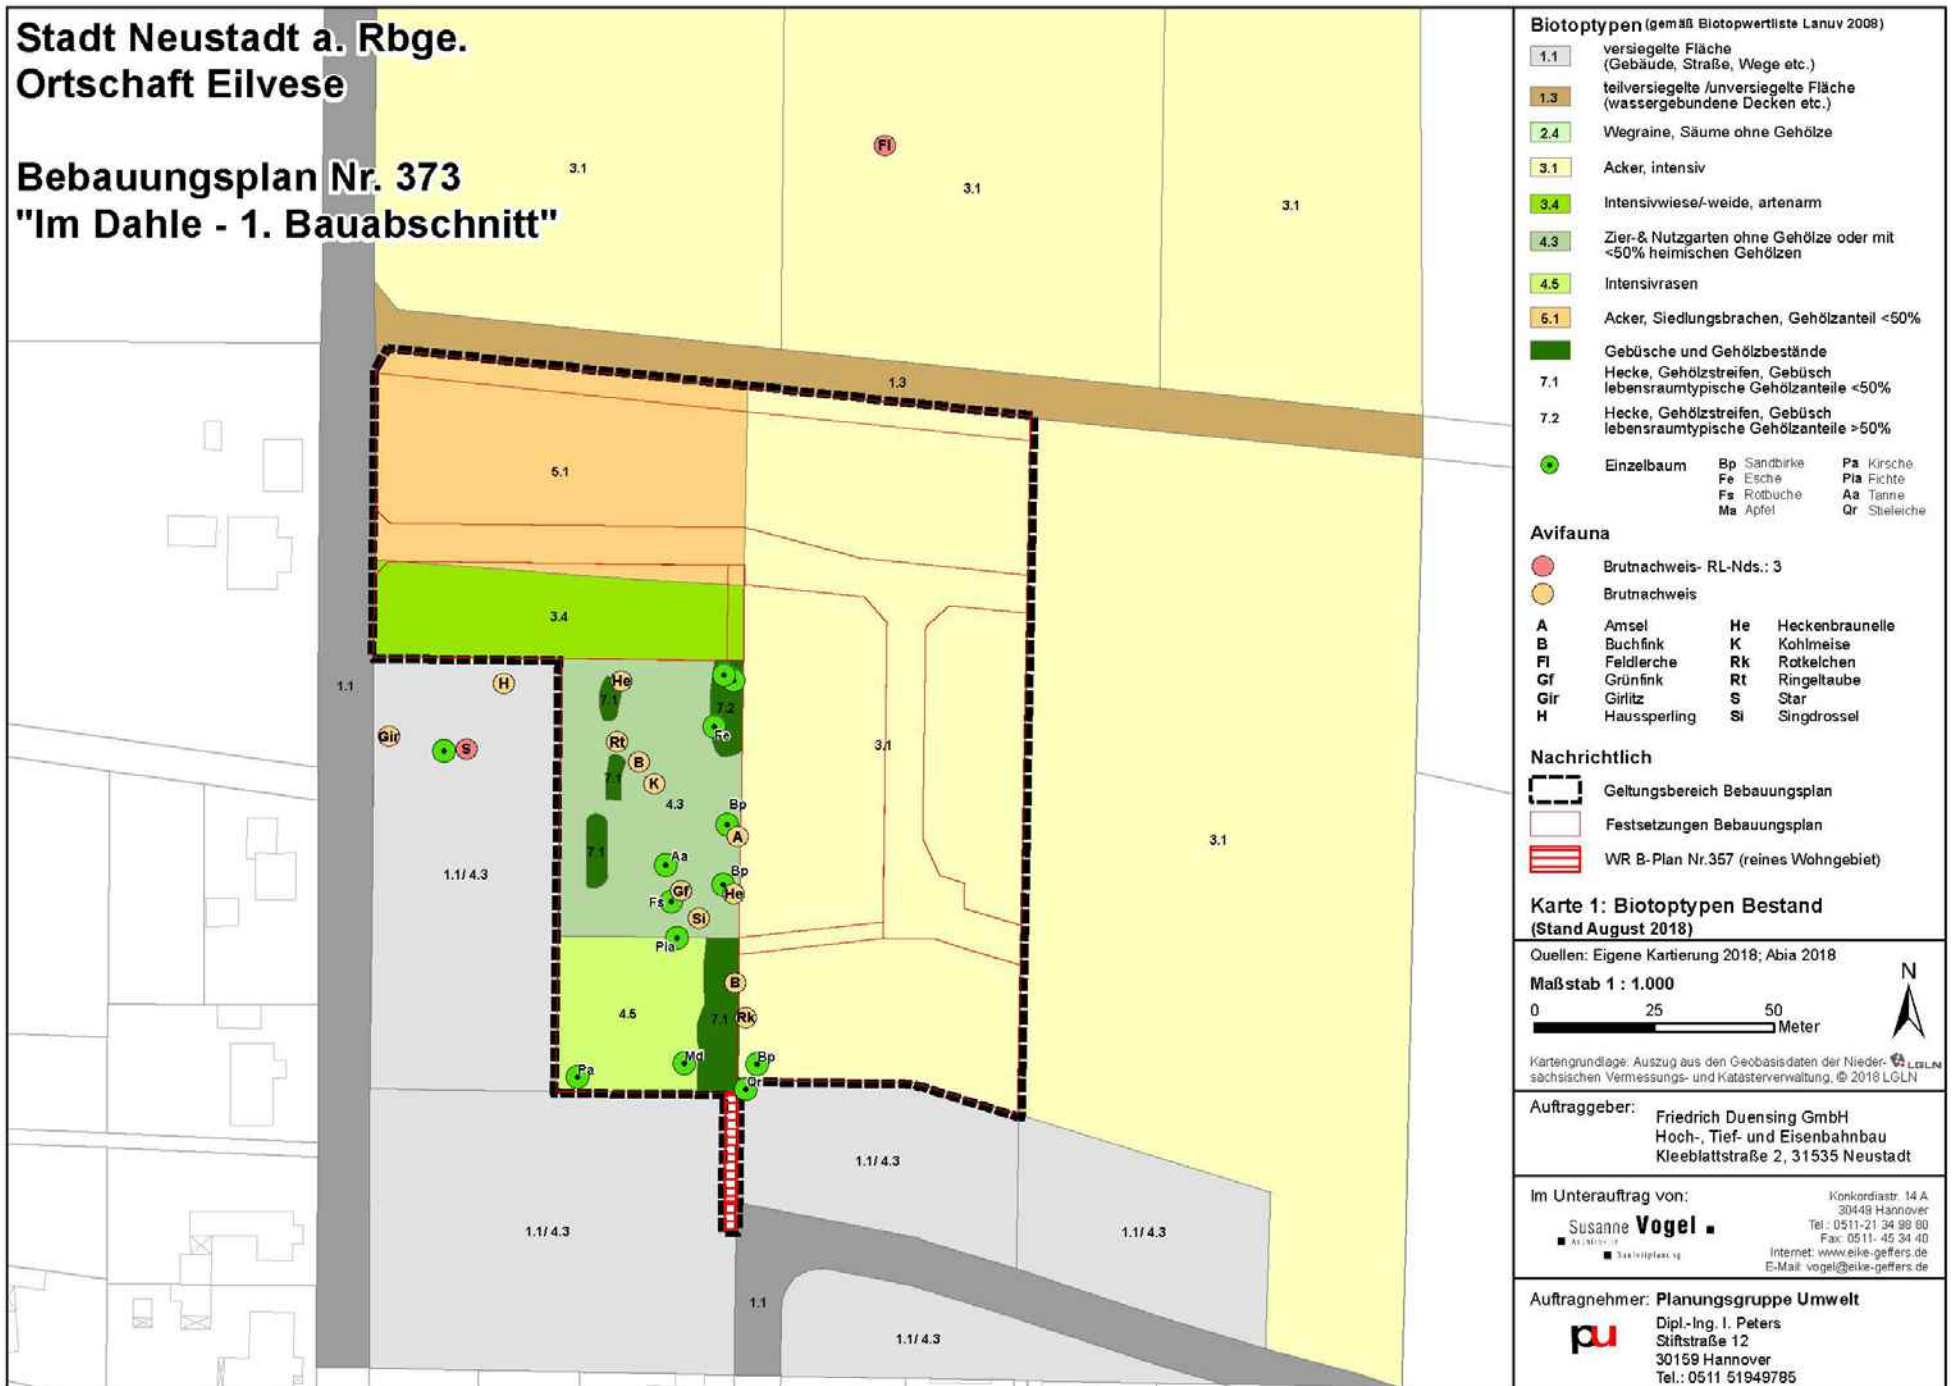 Stadt Neustadt a. Rbge.
Ortschaft Eilvese
Bebauungsplan Nr. 373
"Im Dahle - 1. Bauabschnitt"
3.1
Fl
3.1
3.1
1.3
5.1
3.4
1.1
H
Gir
S
He
7.1
7.2
Fe
Rt
B
7.1
K
4.3
Bp
A
3.1
3.1
7.1
Aa
Bp
Gf
He
Fs
Si
Pia
1.1/ 4.3
B
4.5
7.1
Rk
Md
Bp
Pa
Qr
1.1/ 4.3
1.1/ 4.3
1.1/ 4.3
1.1
1.1/ 4.3
Biotoptypen (gemäß Biotopwertliste Lanuv 2008)
1.1 versiegelte Fläche
(Gebäude, Straße, Wege etc.)
1.3 teilversiegelte /unversiegelte Fläche
(wassergebundene Decken etc.)
2.4 Wegraine, Säume ohne Gehölze
3.1 Acker, intensiv
3.4 Intensivwiese/-weide, artenarm
4.3 Zier-& Nutzgarten ohne Gehölze oder mit
<50% heimischen Gehölzen
4.5 Intensivrasen
5.1 Acker, Siedlungsbrachen, Gehölzanteil <50%
Gebüsche und Gehölzbestände
7.1 Hecke, Gehölzstreifen, Gebüsch
lebensraumtypische Gehölzanteile <50%
7.2 Hecke, Gehölzstreifen, Gebüsch
lebensraumtypische Gehölzanteile >50%
Einzelbaum Bp Sandbirke Pa Kirsche
Fe Esche Pia Fichte
Fs Rotbuche Aa Tanne
Ma Apfel Qr Stieleiche
Avifauna
Brutnachweis- RL-Nds.: 3
Brutnachweis
A Amsel He Heckenbraunelle
B Buchfink K Kohlmeise
Fl Feldlerche Rk Rotkelchen
Gf Grünfink Rt Ringeltaube
Gir Girlitz S Star
H Haussperling Si Singdrossel
Nachrichtlich
Geltungsbereich Bebauungsplan
Festsetzungen Bebauungsplan
WR B-Plan Nr.357 (reines Wohngebiet)
Karte 1: Biotoptypen Bestand
(Stand August 2018)
Quellen: Eigene Kartierung 2018; Abia 2018
Maßstab 1 : 1.000
N
0 25 50
Meter
Kartengrundlage: Auszug aus den Geobasisdaten der Nieder- LGLN
sächsischen Vermessungs- und Katasterverwaltung, © 2018 LGLN
Auftraggeber:
Friedrich Duensing GmbH
Hoch-, Tief- und Eisenbahnbau
Kleeblattstraße 2, 31535 Neustadt
Im Unterauftrag von:
Susanne Vogel
Konkordiastr. 14 A
30449 Hannover
Tel.: 0511-21 34 98 80
Fax: 0511- 45 34 40
Internet: www.eike-geffers.de
E-Mail: vogel@eike-geffers.de
Auftragnehmer: Planungsgruppe Umwelt
pu
Dipl.-Ing. I. Peters
Stiftstraße 12
30159 Hannover
Tel.: 0511 51949785